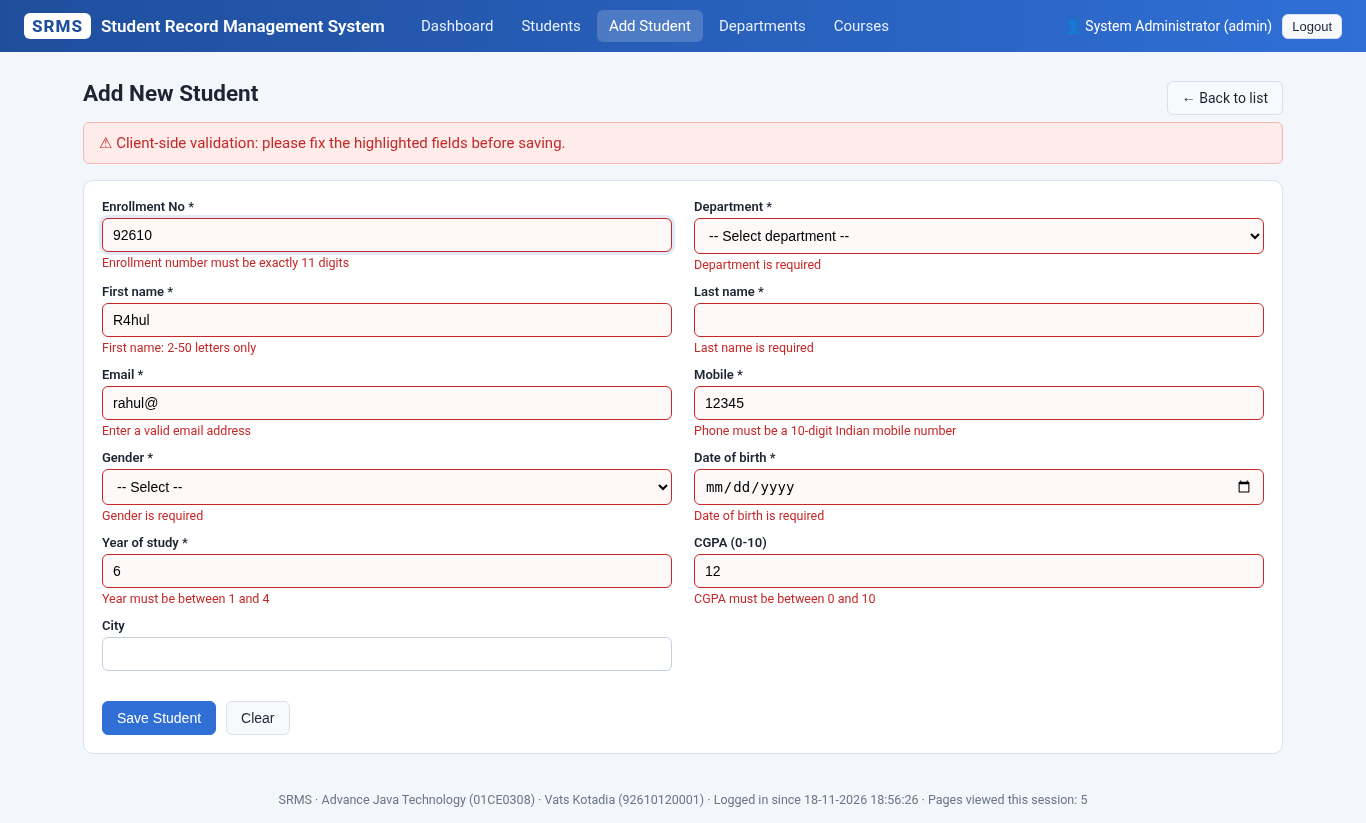 SRMS Student Record Management System Dashboard Students Add Student Departments Courses 👤 System Administrator (admin) Logout
Add New Student
← Back to list
⚠ Client-side validation: please fix the highlighted fields before saving.
Enrollment No * Department *
92610 -- Select department --
Enrollment number must be exactly 11 digits Department is required
First name * Last name *
R4hul
First name: 2-50 letters only Last name is required
Email * Mobile *
rahul@ 12345
Enter a valid email address Phone must be a 10-digit Indian mobile number
Gender * Date of birth *
-- Select -- mm/dd/yyyy
Gender is required Date of birth is required
Year of study * CGPA (0-10)
6 12
Year must be between 1 and 4 CGPA must be between 0 and 10
City
Save Student Clear
SRMS · Advance Java Technology (01CE0308) · Vats Kotadia (92610120001) · Logged in since 18-11-2026 18:56:26 · Pages viewed this session: 5